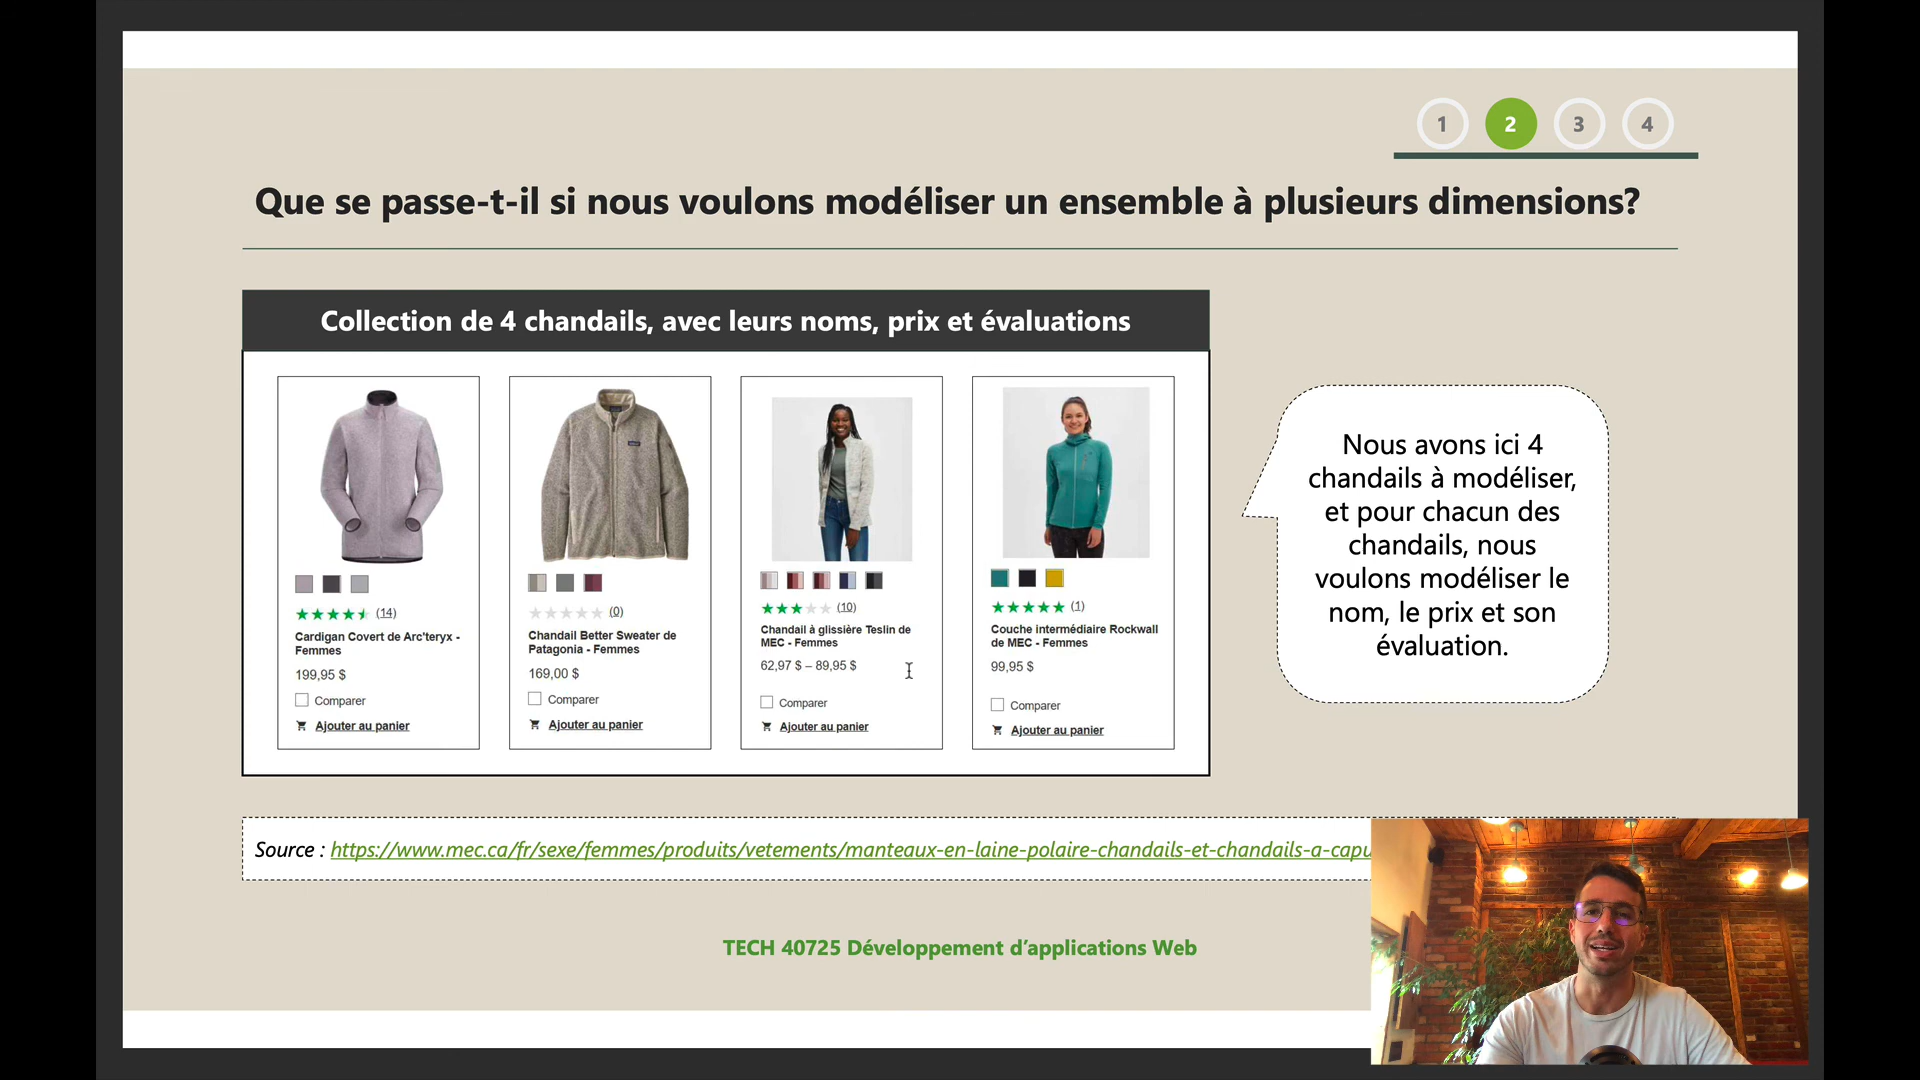 1 2 3 4
Que se passe-t-il si nous voulons modéliser un ensemble à plusieurs dimensions?
Collection de 4 chandails, avec leurs noms, prix et évaluations
(14)
Cardigan Covert de Arc'teryx -
Femmes
199,95 $
Comparer
Ajouter au panier
(0)
Chandail Better Sweater de
Patagonia - Femmes
169,00 $
Comparer
Ajouter au panier
(10)
Chandail à glissière Teslin de
MEC - Femmes
62,97 $ – 89,95 $
Comparer
Ajouter au panier
(1)
Couche intermédiaire Rockwall
de MEC - Femmes
99,95 $
Comparer
Ajouter au panier
Nous avons ici 4
chandails à modéliser,
et pour chacun des
chandails, nous
voulons modéliser le
nom, le prix et son
évaluation.
Source : https://www.mec.ca/fr/sexe/femmes/produits/vetements/manteaux-en-laine-polaire-chandails-et-chandails-a-capu
TECH 40725 Développement d’applications Web